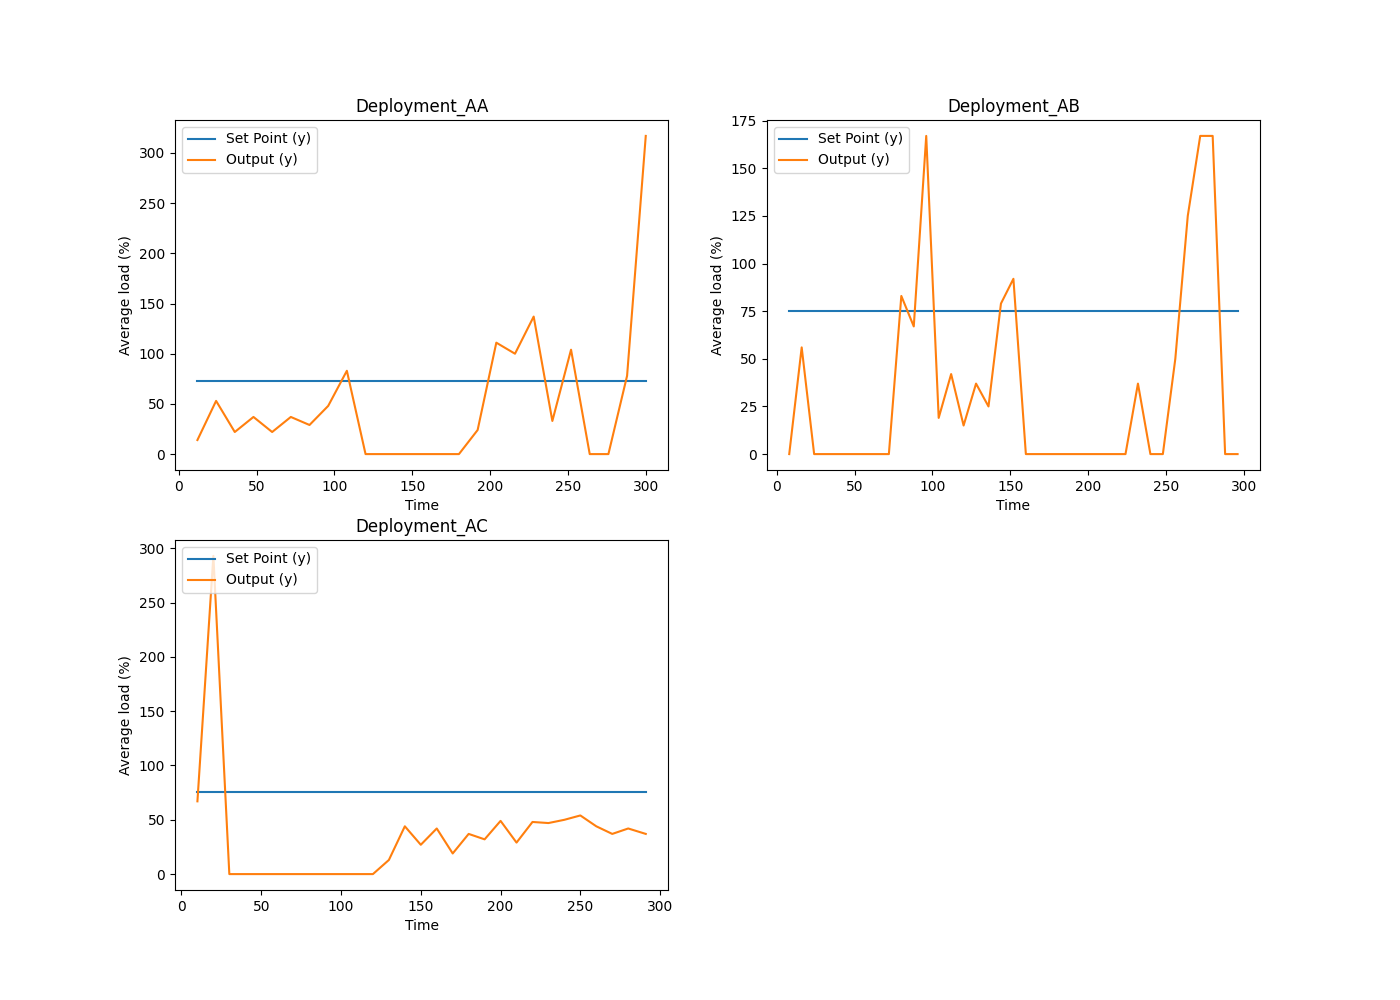 Deployment_AA
Set Point (y)
Output (y)
Average load (%)
300
250
200
150
100
50
0
0 50 100 150 200 250 300
Time
Deployment_AB
Set Point (y)
Output (y)
Average load (%)
175
150
125
100
75
50
25
0
0 50 100 150 200 250 300
Time
Deployment_AC
Set Point (y)
Output (y)
Average load (%)
300
250
200
150
100
50
0
0 50 100 150 200 250 300
Time